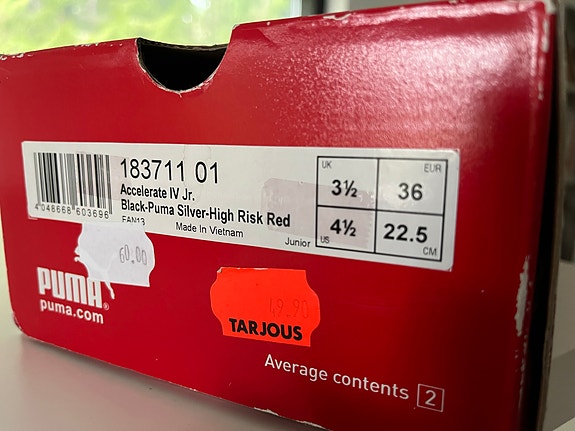 183711 01
Accelerate IV Jr.
Black-Puma Silver-High Risk Red
4 048668 603696
EAN13
Made in Vietnam
Junior
UK 3½
36 EUR
4½ US
22.5 CM
60.00
PUMA®
puma.com
49.90
TARJOUS
Average contents 2